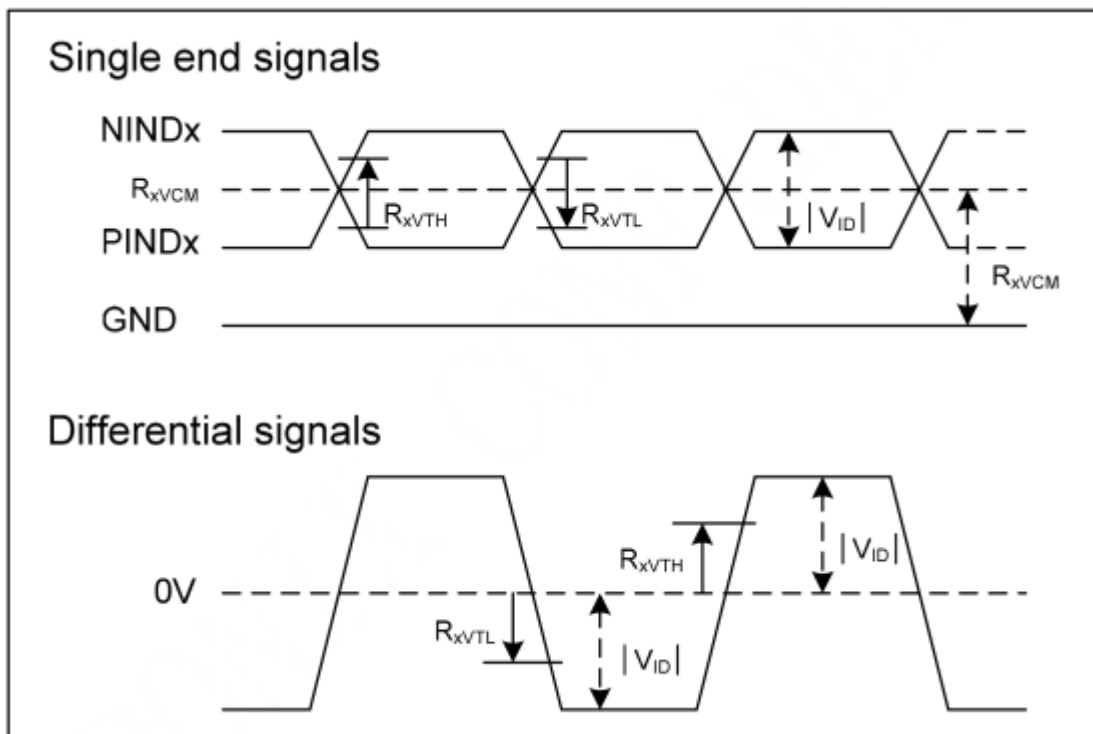 Single end signals
NINDx
RxVCM
RxVTH
RxVTL
|VID|
PINDx
RxVCM
GND
Differential signals
RxVTH
|VID|
0V
RxVTL
|VID|